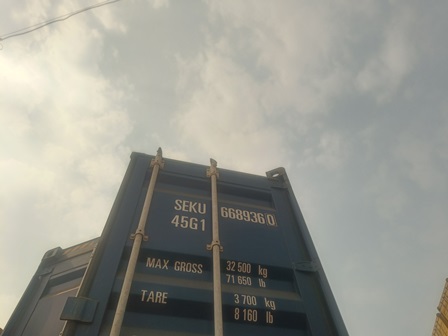 SEKU 668936 0
45G1
MAX GROSS 32 500 kg
71 650 lb
TARE 3 700 kg
8 160 lb